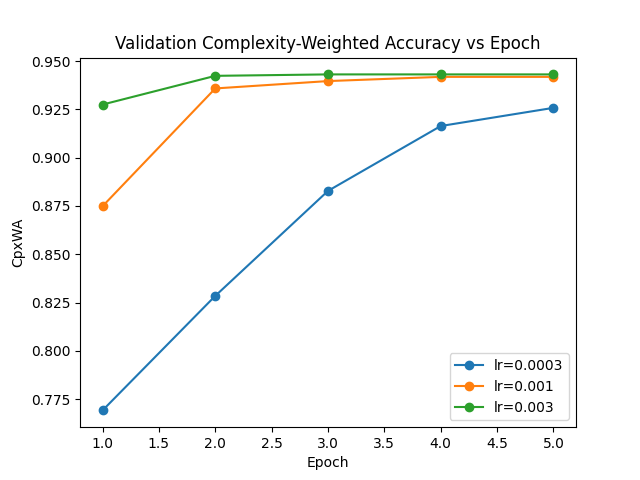 Validation Complexity-Weighted Accuracy vs Epoch
0.950
0.925
0.900
0.875
0.850
0.825
0.800
0.775
CpxWA
1.0 1.5 2.0 2.5 3.0 3.5 4.0 4.5 5.0
Epoch
lr=0.0003
lr=0.001
lr=0.003